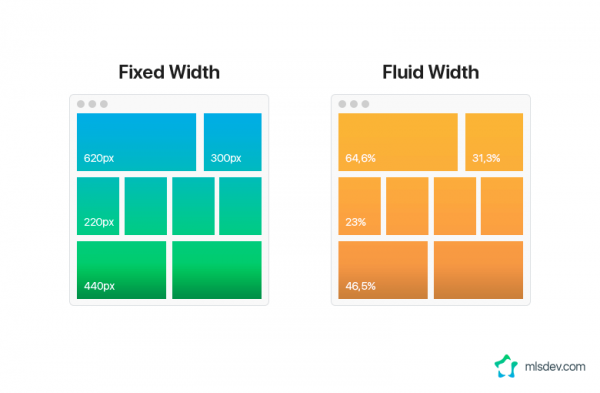 Fixed Width
Fluid Width
620px
300px
220px
440px
64,6%
31,3%
23%
46,5%
mlsdev.com